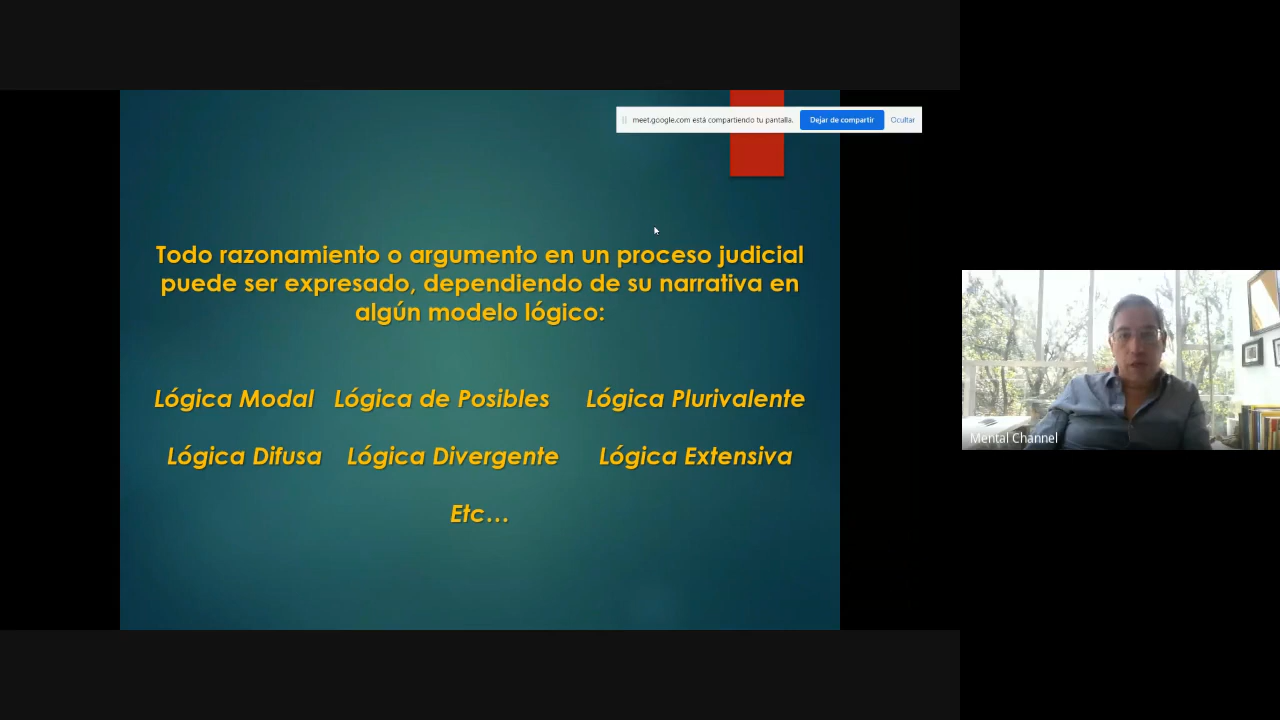 meet.google.com está compartiendo tu pantalla. Dejar de compartir Ocultar
Todo razonamiento o argumento en un proceso judicial
puede ser expresado, dependiendo de su narrativa en
algún modelo lógico:
Lógica Modal Lógica de Posibles Lógica Plurivalente
Lógica Difusa Lógica Divergente Lógica Extensiva
Etc...
Mental Channel